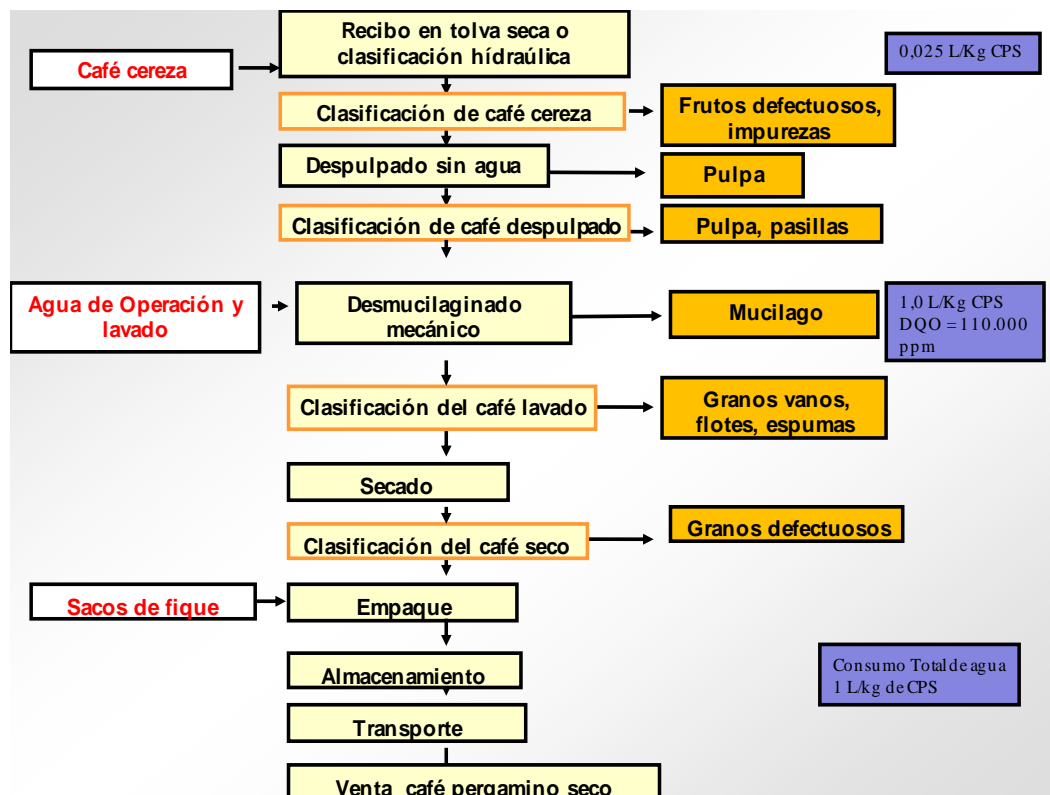 Recibo en tolva seca o
clasificación hídraúlica
0,025 L/Kg CPS
Café cereza
Clasificación de café cereza
Frutos defectuosos,
impurezas
Despulpado sin agua
Pulpa
Clasificación de café despulpado
Pulpa, pasillas
Agua de Operación y
lavado
Desmucilaginado
mecánico
Mucilago
1,0 L/Kg CPS
DQO = 110.000
ppm
Clasificación del café lavado
Granos vanos,
flotes, espumas
Secado
Clasificación del café seco
Granos defectuosos
Sacos de fique
Empaque
Almacenamiento
Consumo Total de agua
1 L/kg de CPS
Transporte
Venta café pergamino seco